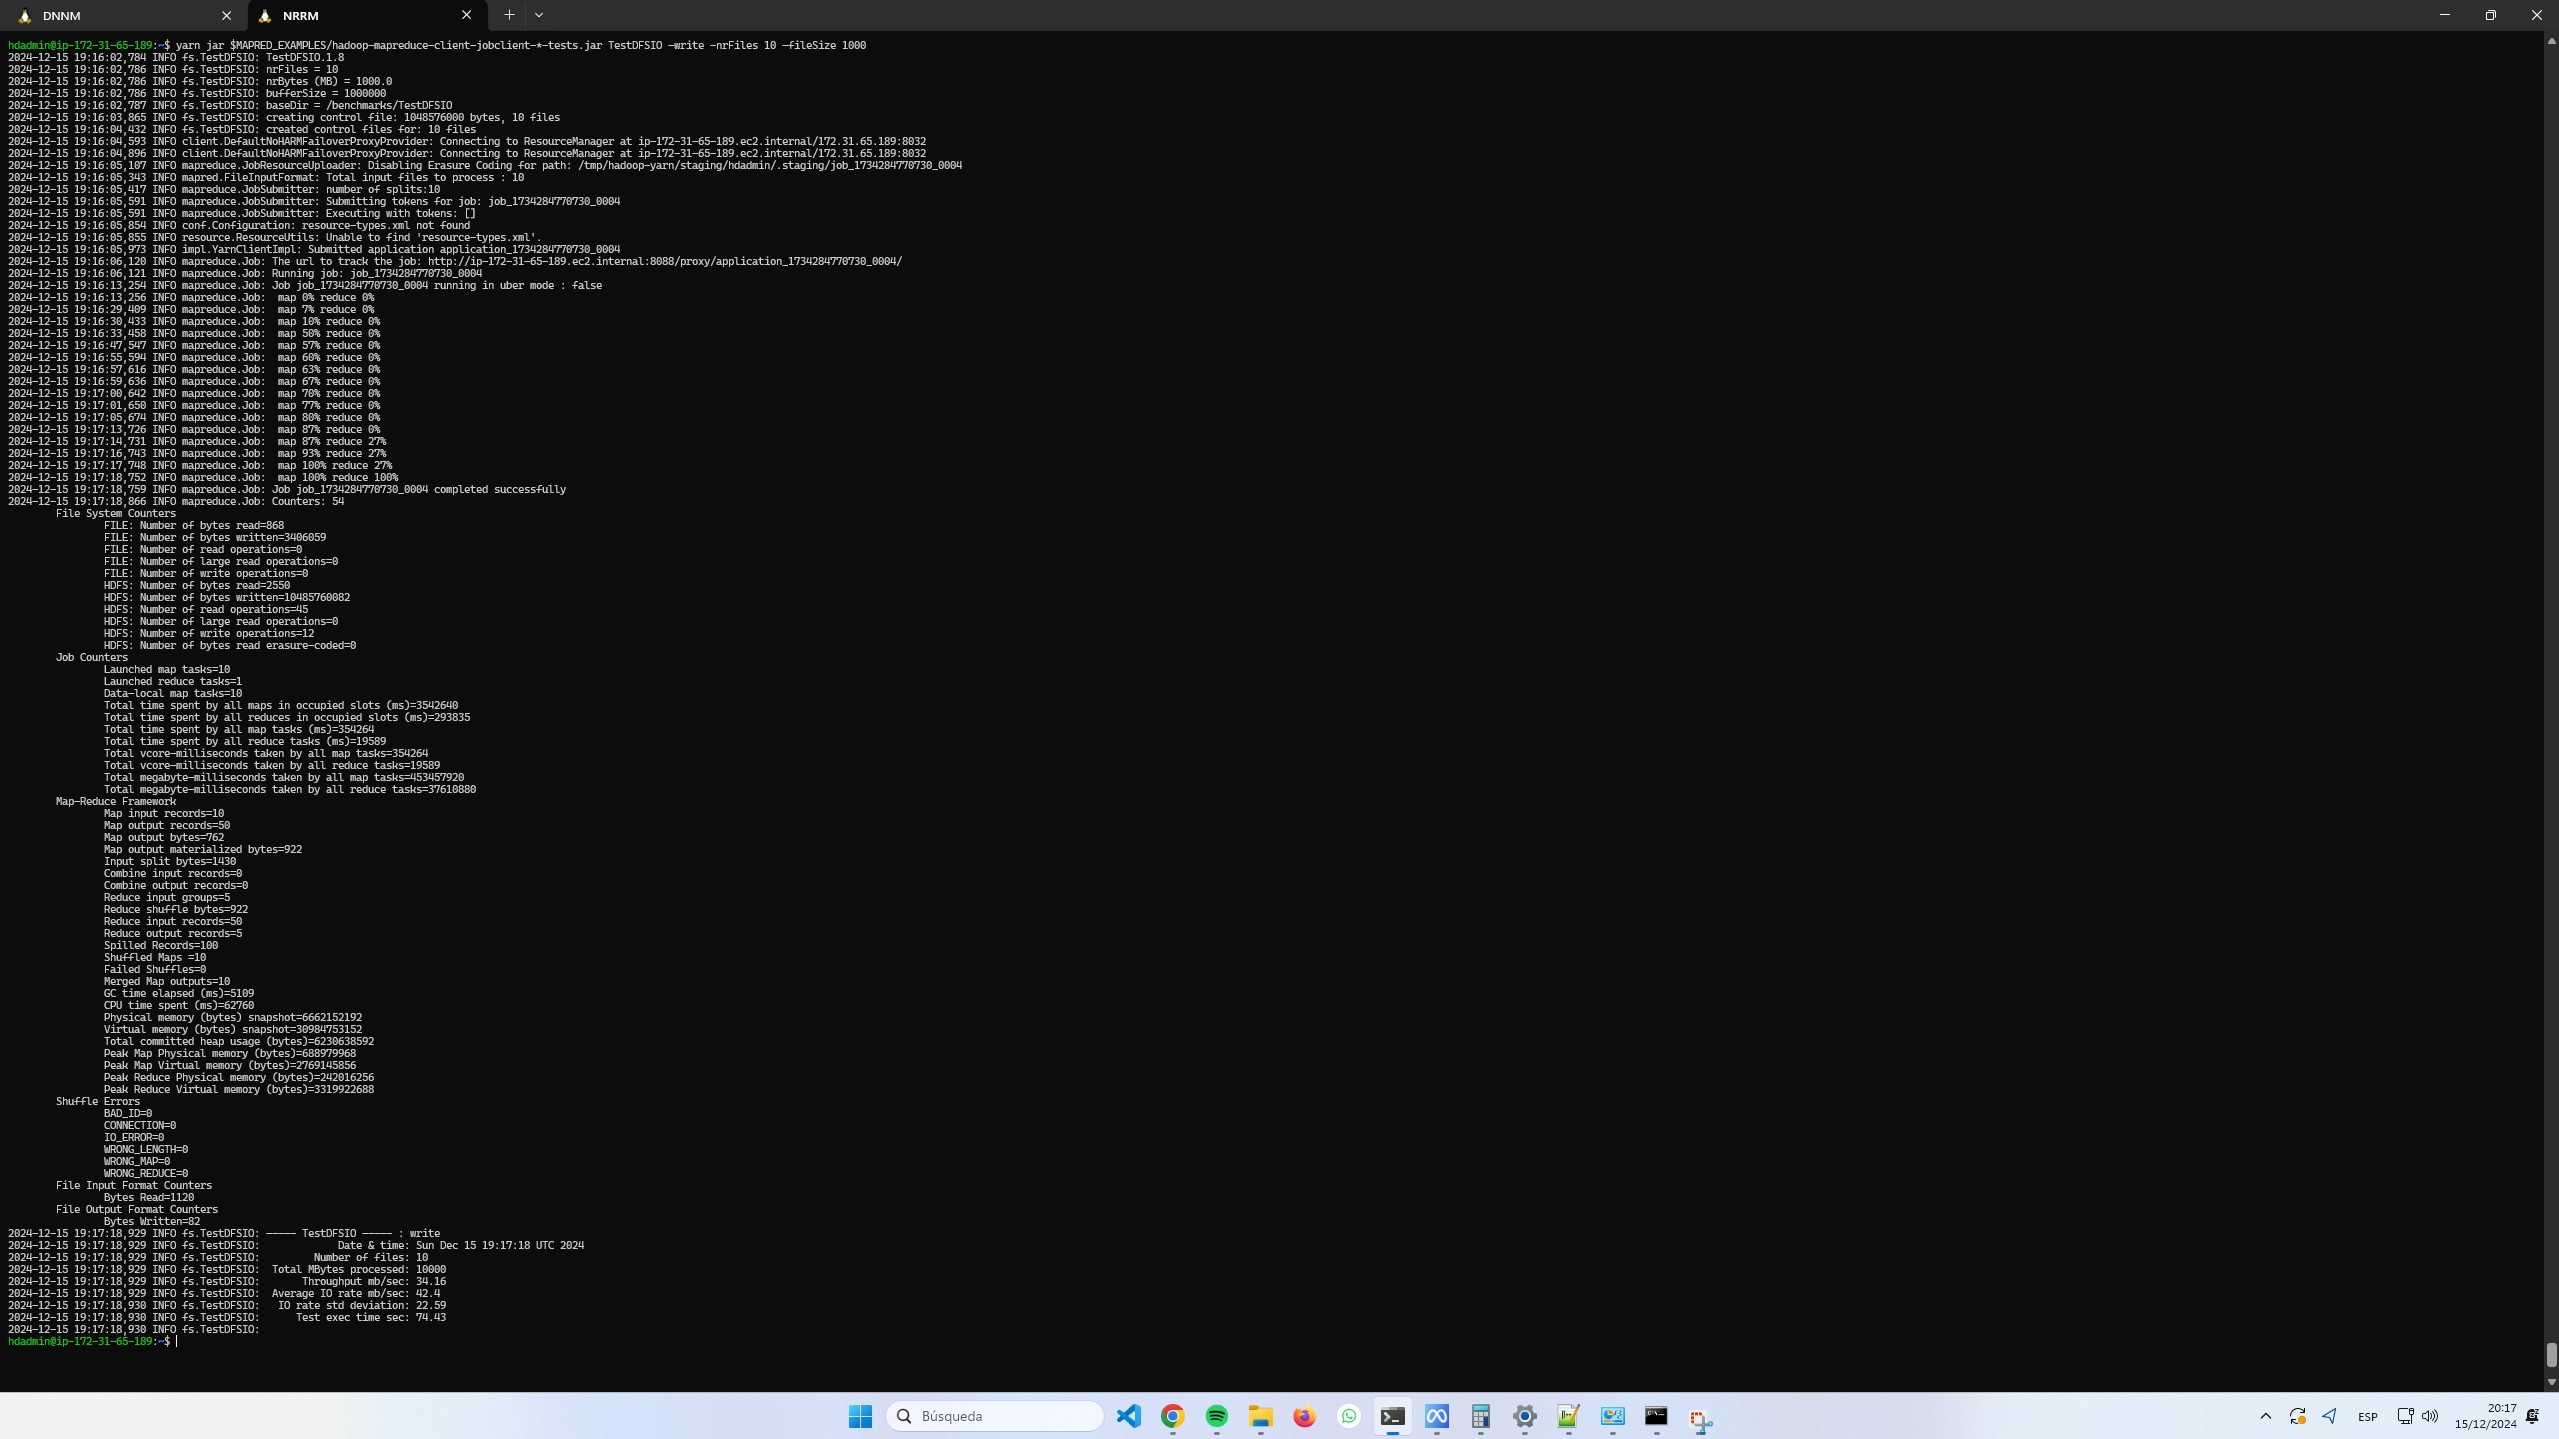 DNNM
NRRM
hdadmin@ip-172-31-65-189:~$ yarn jar $MAPRED_EXAMPLES/hadoop-mapreduce-client-jobclient-*-tests.jar TestDFSIO -write -nrFiles 10 -fileSize 1000
2024-12-15 19:16:02,784 INFO fs.TestDFSIO: TestDFSIO.1.8
2024-12-15 19:16:02,786 INFO fs.TestDFSIO: nrFiles = 10
2024-12-15 19:16:02,786 INFO fs.TestDFSIO: nrBytes (MB) = 1000.0
2024-12-15 19:16:02,786 INFO fs.TestDFSIO: bufferSize = 1000000
2024-12-15 19:16:02,787 INFO fs.TestDFSIO: baseDir = /benchmarks/TestDFSIO
2024-12-15 19:16:03,865 INFO fs.TestDFSIO: creating control file: 1048576000 bytes, 10 files
2024-12-15 19:16:04,432 INFO fs.TestDFSIO: created control files for: 10 files
2024-12-15 19:16:04,593 INFO client.DefaultNoHARMFailoverProxyProvider: Connecting to ResourceManager at ip-172-31-65-189.ec2.internal/172.31.65.189:8032
2024-12-15 19:16:04,896 INFO client.DefaultNoHARMFailoverProxyProvider: Connecting to ResourceManager at ip-172-31-65-189.ec2.internal/172.31.65.189:8032
2024-12-15 19:16:05,107 INFO mapreduce.JobResourceUploader: Disabling Erasure Coding for path: /tmp/hadoop-yarn/staging/hdadmin/.staging/job_1734284770730_0004
2024-12-15 19:16:05,343 INFO mapred.FileInputFormat: Total input files to process : 10
2024-12-15 19:16:05,417 INFO mapreduce.JobSubmitter: number of splits:10
2024-12-15 19:16:05,591 INFO mapreduce.JobSubmitter: Submitting tokens for job: job_1734284770730_0004
2024-12-15 19:16:05,591 INFO mapreduce.JobSubmitter: Executing with tokens: []
2024-12-15 19:16:05,854 INFO conf.Configuration: resource-types.xml not found
2024-12-15 19:16:05,855 INFO resource.ResourceUtils: Unable to find 'resource-types.xml'.
2024-12-15 19:16:05,973 INFO impl.YarnClientImpl: Submitted application application_1734284770730_0004
2024-12-15 19:16:06,120 INFO mapreduce.Job: The url to track the job: http://ip-172-31-65-189.ec2.internal:8088/proxy/application_1734284770730_0004/
2024-12-15 19:16:06,121 INFO mapreduce.Job: Running job: job_1734284770730_0004
2024-12-15 19:16:13,254 INFO mapreduce.Job: Job job_1734284770730_0004 running in uber mode : false
2024-12-15 19:16:13,256 INFO mapreduce.Job:  map 0% reduce 0%
2024-12-15 19:16:29,409 INFO mapreduce.Job:  map 7% reduce 0%
2024-12-15 19:16:30,433 INFO mapreduce.Job:  map 10% reduce 0%
2024-12-15 19:16:33,458 INFO mapreduce.Job:  map 50% reduce 0%
2024-12-15 19:16:47,547 INFO mapreduce.Job:  map 57% reduce 0%
2024-12-15 19:16:55,594 INFO mapreduce.Job:  map 60% reduce 0%
2024-12-15 19:16:57,616 INFO mapreduce.Job:  map 63% reduce 0%
2024-12-15 19:16:59,636 INFO mapreduce.Job:  map 67% reduce 0%
2024-12-15 19:17:00,642 INFO mapreduce.Job:  map 70% reduce 0%
2024-12-15 19:17:01,650 INFO mapreduce.Job:  map 77% reduce 0%
2024-12-15 19:17:05,674 INFO mapreduce.Job:  map 80% reduce 0%
2024-12-15 19:17:13,726 INFO mapreduce.Job:  map 87% reduce 0%
2024-12-15 19:17:14,731 INFO mapreduce.Job:  map 87% reduce 27%
2024-12-15 19:17:16,743 INFO mapreduce.Job:  map 93% reduce 27%
2024-12-15 19:17:17,748 INFO mapreduce.Job:  map 100% reduce 27%
2024-12-15 19:17:18,752 INFO mapreduce.Job:  map 100% reduce 100%
2024-12-15 19:17:18,759 INFO mapreduce.Job: Job job_1734284770730_0004 completed successfully
2024-12-15 19:17:18,866 INFO mapreduce.Job: Counters: 54
File System Counters
FILE: Number of bytes read=868
FILE: Number of bytes written=3406059
FILE: Number of read operations=0
FILE: Number of large read operations=0
FILE: Number of write operations=0
HDFS: Number of bytes read=2550
HDFS: Number of bytes written=10485760082
HDFS: Number of read operations=45
HDFS: Number of large read operations=0
HDFS: Number of write operations=12
HDFS: Number of bytes read erasure-coded=0
Job Counters
Launched map tasks=10
Launched reduce tasks=1
Data-local map tasks=10
Total time spent by all maps in occupied slots (ms)=3542640
Total time spent by all reduces in occupied slots (ms)=293835
Total time spent by all map tasks (ms)=354264
Total time spent by all reduce tasks (ms)=19589
Total vcore-milliseconds taken by all map tasks=354264
Total vcore-milliseconds taken by all reduce tasks=19589
Total megabyte-milliseconds taken by all map tasks=453457920
Total megabyte-milliseconds taken by all reduce tasks=37610880
Map-Reduce Framework
Map input records=10
Map output records=50
Map output bytes=762
Map output materialized bytes=922
Input split bytes=1430
Combine input records=0
Combine output records=0
Reduce input groups=5
Reduce shuffle bytes=922
Reduce input records=50
Reduce output records=5
Spilled Records=100
Shuffled Maps =10
Failed Shuffles=0
Merged Map outputs=10
GC time elapsed (ms)=5109
CPU time spent (ms)=62760
Physical memory (bytes) snapshot=6662152192
Virtual memory (bytes) snapshot=30984753152
Total committed heap usage (bytes)=6230638592
Peak Map Physical memory (bytes)=688979968
Peak Map Virtual memory (bytes)=2769145856
Peak Reduce Physical memory (bytes)=242016256
Peak Reduce Virtual memory (bytes)=3319922688
Shuffle Errors
BAD_ID=0
CONNECTION=0
IO_ERROR=0
WRONG_LENGTH=0
WRONG_MAP=0
WRONG_REDUCE=0
File Input Format Counters
Bytes Read=1120
File Output Format Counters
Bytes Written=82
2024-12-15 19:17:18,929 INFO fs.TestDFSIO: ----- TestDFSIO ----- : write
2024-12-15 19:17:18,929 INFO fs.TestDFSIO:             Date & time: Sun Dec 15 19:17:18 UTC 2024
2024-12-15 19:17:18,929 INFO fs.TestDFSIO:         Number of files: 10
2024-12-15 19:17:18,929 INFO fs.TestDFSIO:  Total MBytes processed: 10000
2024-12-15 19:17:18,929 INFO fs.TestDFSIO:       Throughput mb/sec: 34.16
2024-12-15 19:17:18,929 INFO fs.TestDFSIO:  Average IO rate mb/sec: 42.4
2024-12-15 19:17:18,930 INFO fs.TestDFSIO:   IO rate std deviation: 22.59
2024-12-15 19:17:18,930 INFO fs.TestDFSIO:      Test exec time sec: 74.43
2024-12-15 19:17:18,930 INFO fs.TestDFSIO:
hdadmin@ip-172-31-65-189:~$
Búsqueda
ESP
20:17
15/12/2024